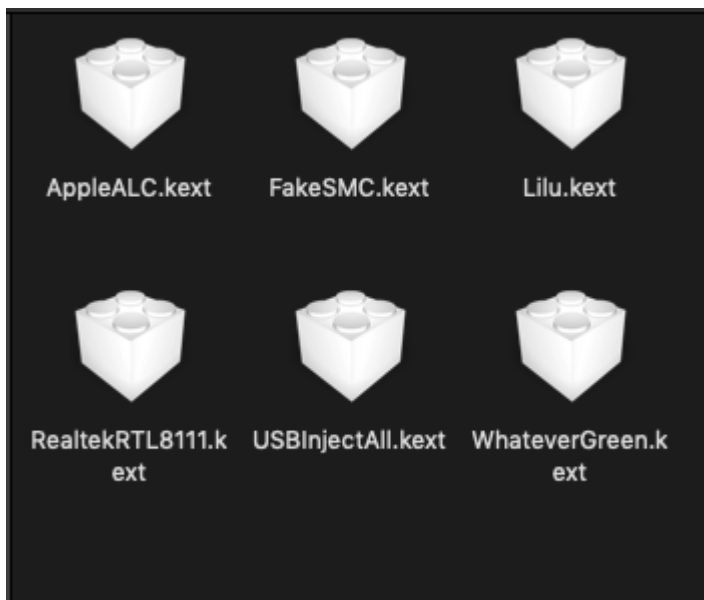 AppleALC.kext FakeSMC.kext Lilu.kext
RealtekRTL8111.k USBInjectAll.kext WhateverGreen.k
ext ext